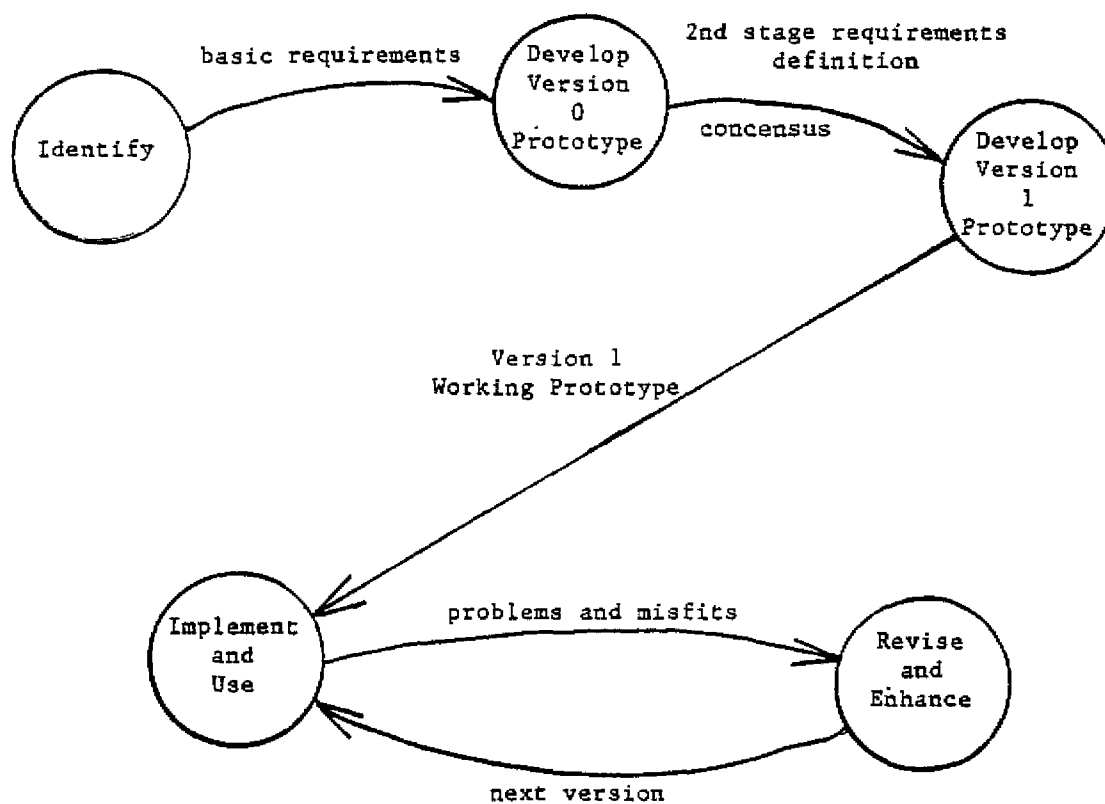 basic requirements
Identify
Develop
Version
0
Prototype
2nd stage requirements
definition
concensus
Develop
Version
1
Prototype
Version 1
Working Prototype
Implement
and
Use
problems and misfits
Revise
and
Enhance
next version